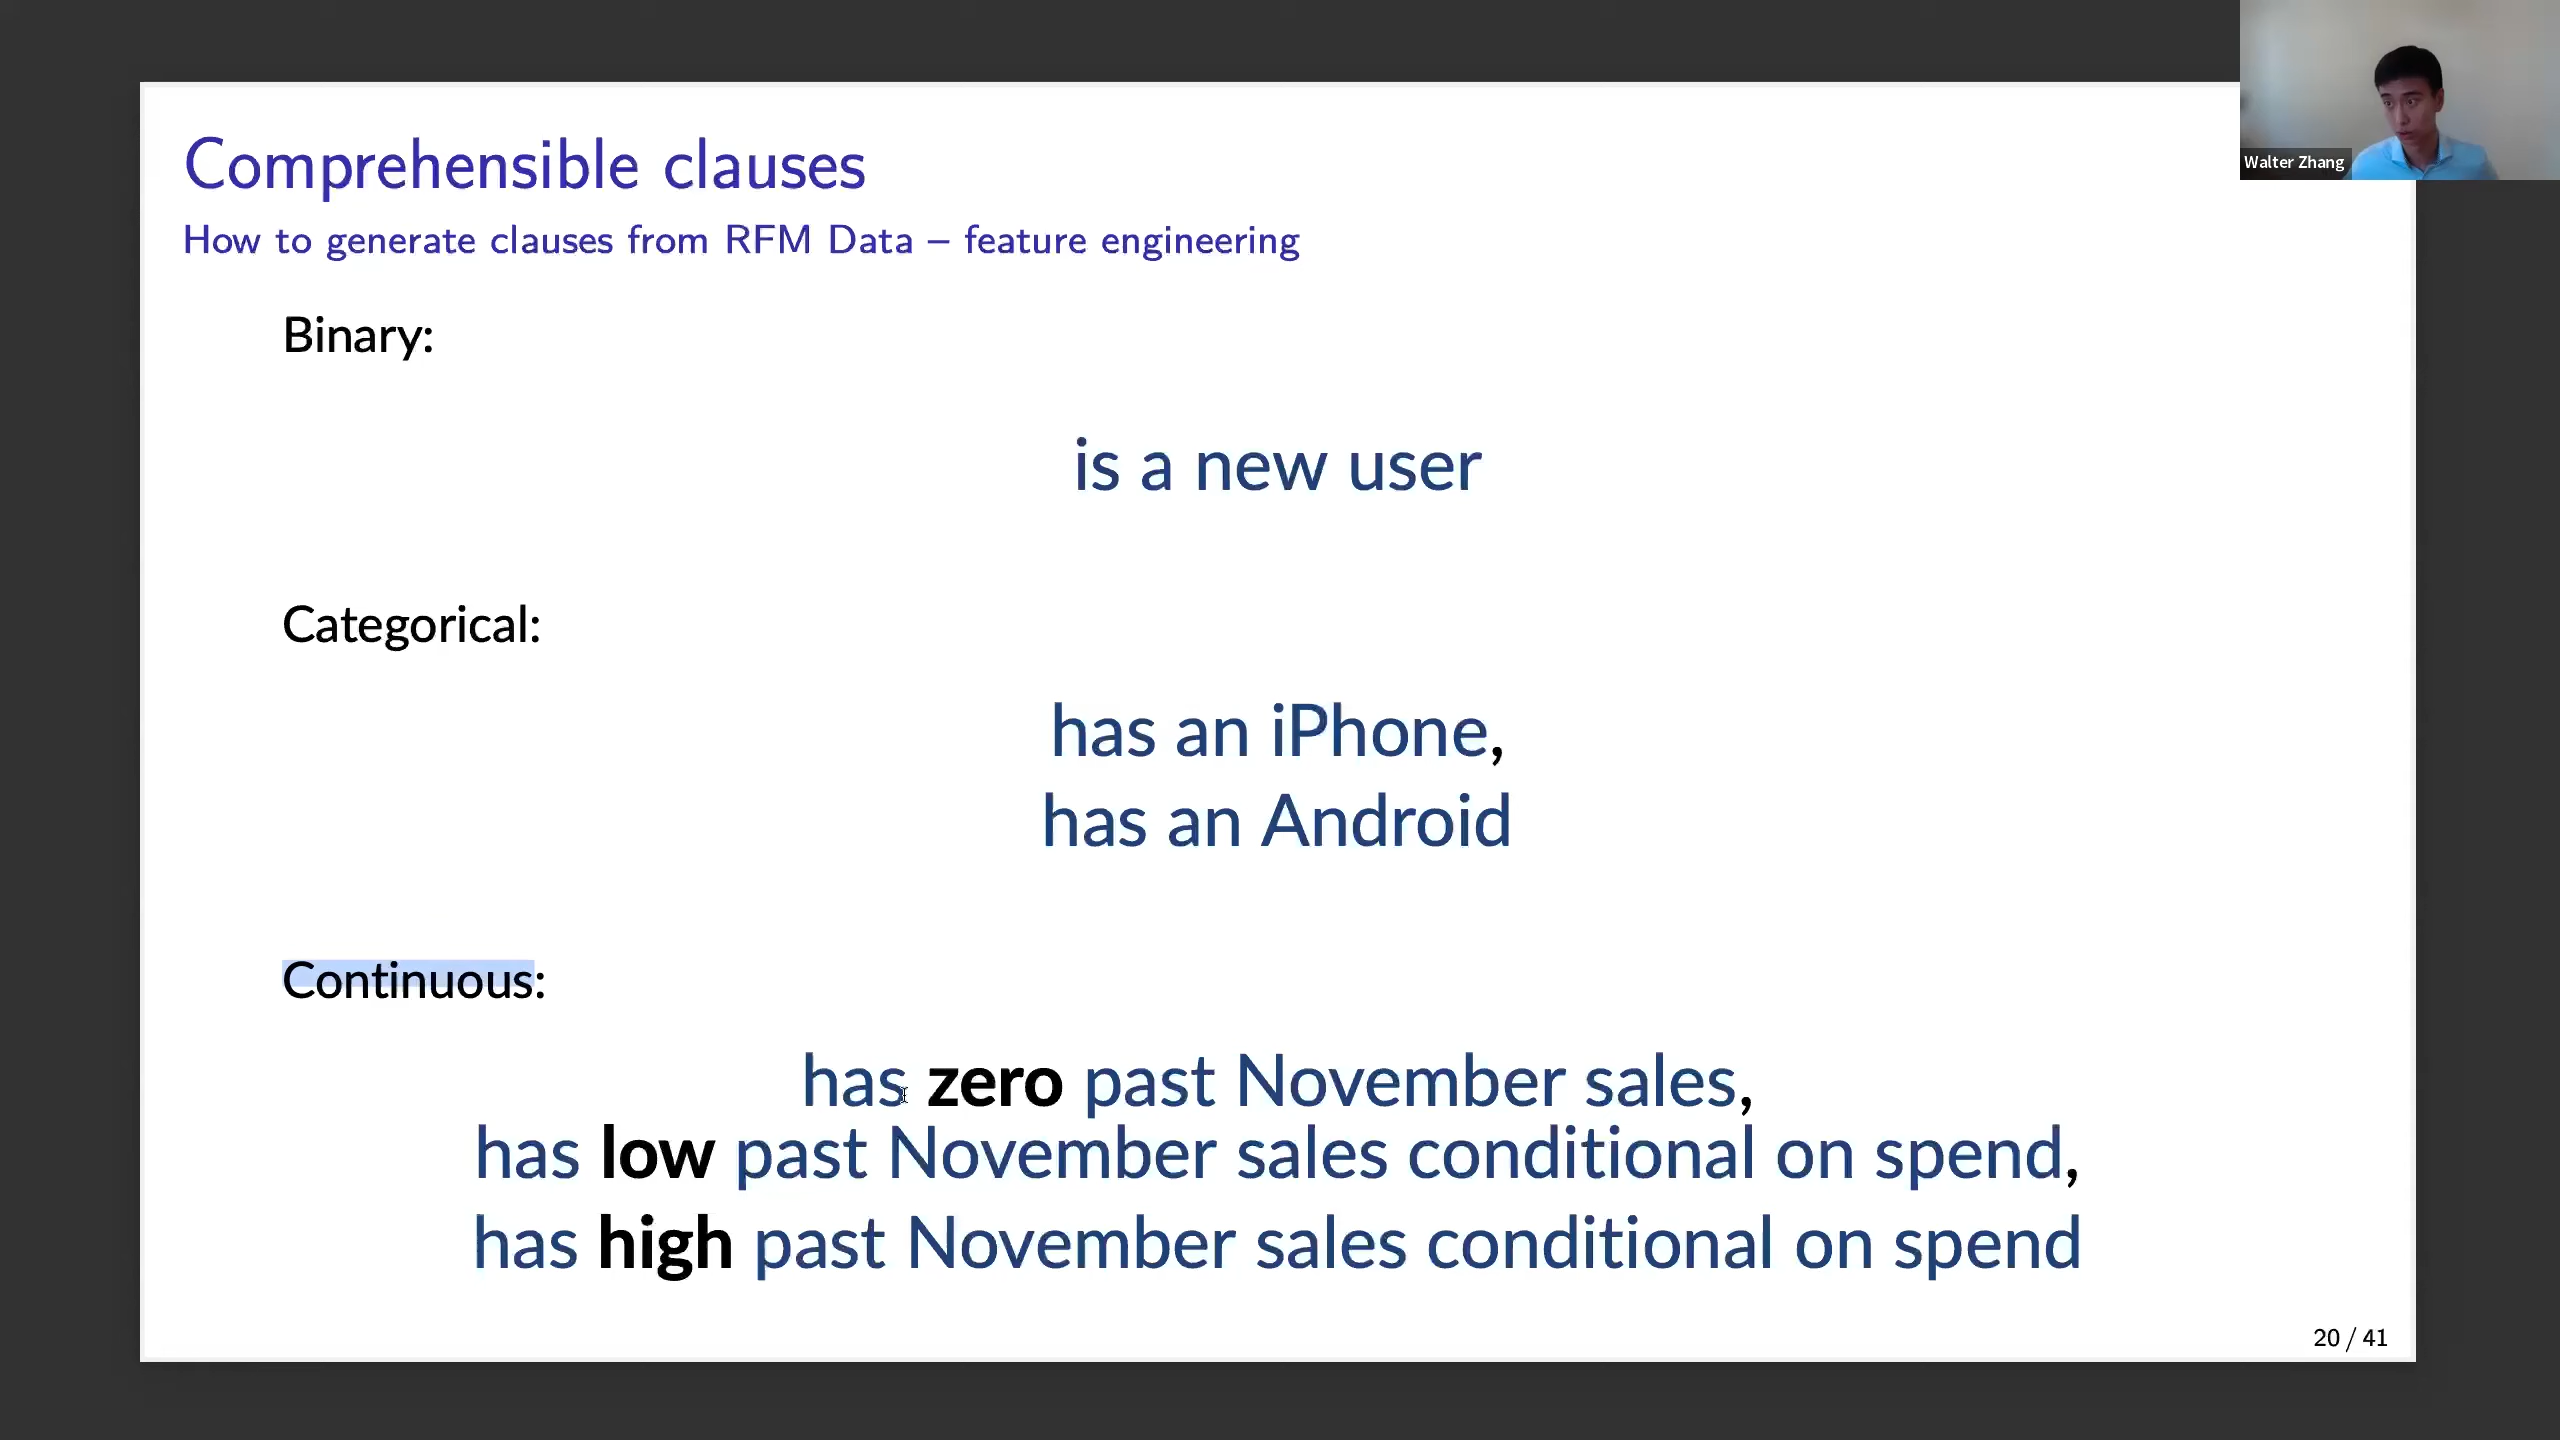 Comprehensible clauses
How to generate clauses from RFM Data – feature engineering
Binary:
is a new user
Categorical:
has an iPhone,
has an Android
Continuous:
has zero past November sales,
has low past November sales conditional on spend,
has high past November sales conditional on spend
20 / 41
Walter Zhang